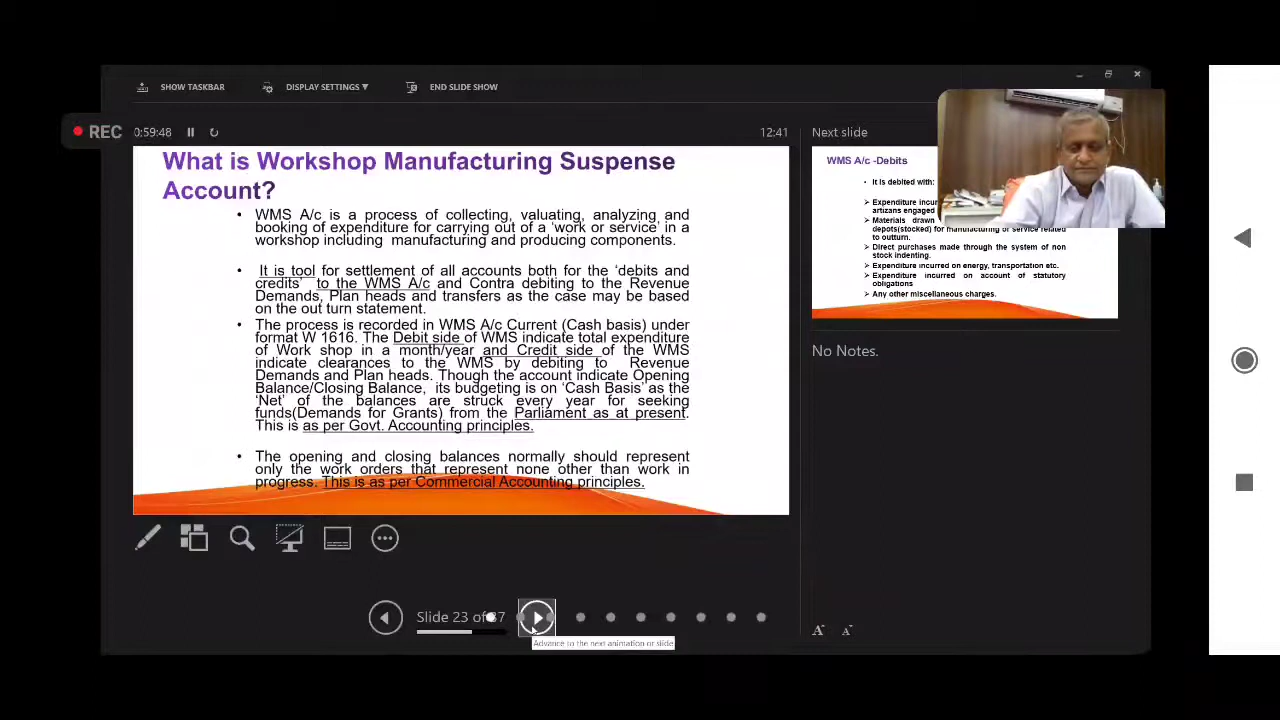 SHOW TASKBAR
DISPLAY SETTINGS ▼
END SLIDE SHOW
REC
0:59:48
12:41
What is Workshop Manufacturing Suspense
Account?
• WMS A/c is a process of collecting, valuating, analyzing and
booking of expenditure for carrying out of a 'work or service' in a
workshop including manufacturing and producing components.
• It is tool for settlement of all accounts both for the 'debits and
credits' to the WMS A/c and Contra debiting to the Revenue
Demands, Plan heads and transfers as the case may be based
on the out turn statement.
• The process is recorded in WMS A/c Current (Cash basis) under
format W 1616. The Debit side of WMS indicate total expenditure
of Work shop in a month/year and Credit side of the WMS
indicate clearances to the WMS by debiting to Revenue
Demands and Plan heads. Though the account indicate Opening
Balance/Closing Balance, its budgeting is on 'Cash Basis' as the
'Net' of the balances are struck every year for seeking
funds(Demands for Grants) from the Parliament as at present.
This is as per Govt. Accounting principles.
• The opening and closing balances normally should represent
only the work orders that represent none other than work in
progress. This is as per Commercial Accounting principles.
Next slide
WMS A/c -Debits
• It is debited with:
Expenditure incur
artizans engaged
Materials drawn
depots(stocked) for manufacturing or service related
to outturn.
Direct purchases made through the system of non
stock indenting.
Expenditure incurred on energy, transportation etc.
Expenditure incurred on account of statutory
obligations
Any other miscellaneous charges.
No Notes.
Slide 23 of 37
Advance to the next animation or slide
A A